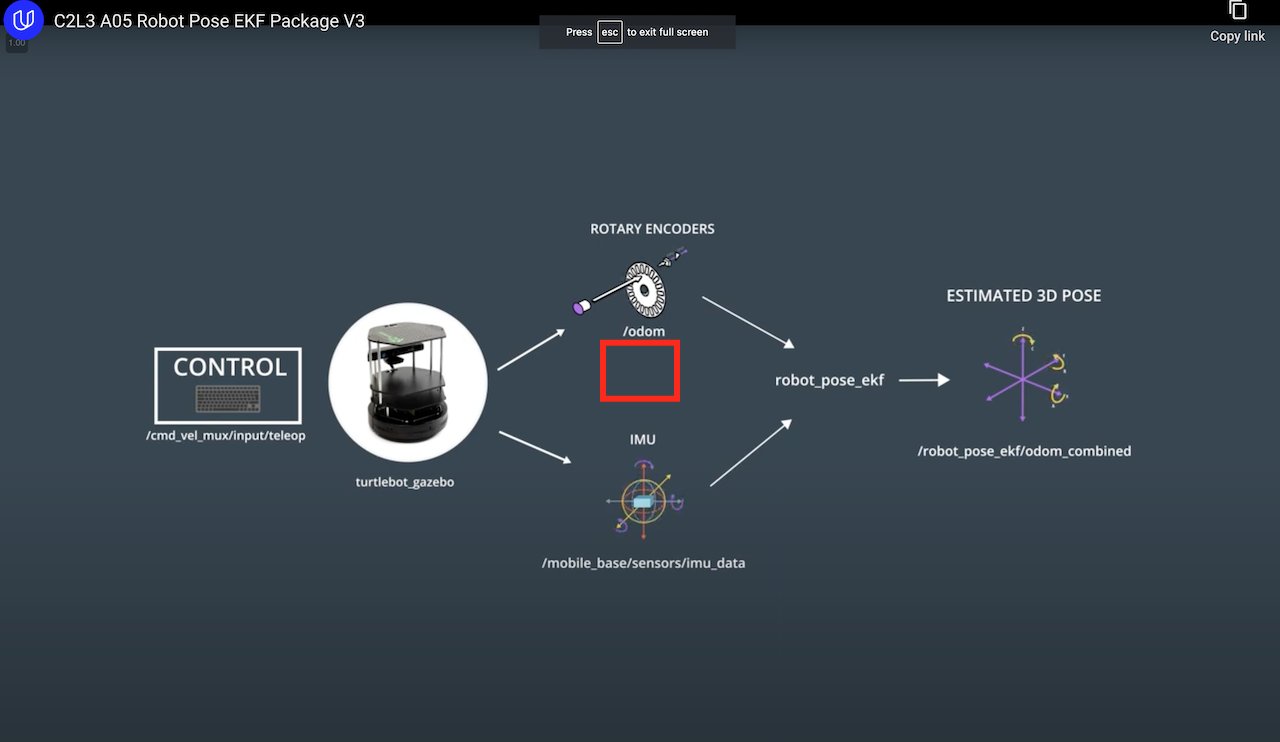 C2L3 A05 Robot Pose EKF Package V3
1.00
Press esc to exit full screen
Copy link
ROTARY ENCODERS
/odom
ESTIMATED 3D POSE
CONTROL
/cmd_vel_mux/input/teleop
turtlebot_gazebo
robot_pose_ekf
IMU
/mobile_base/sensors/imu_data
/robot_pose_ekf/odom_combined